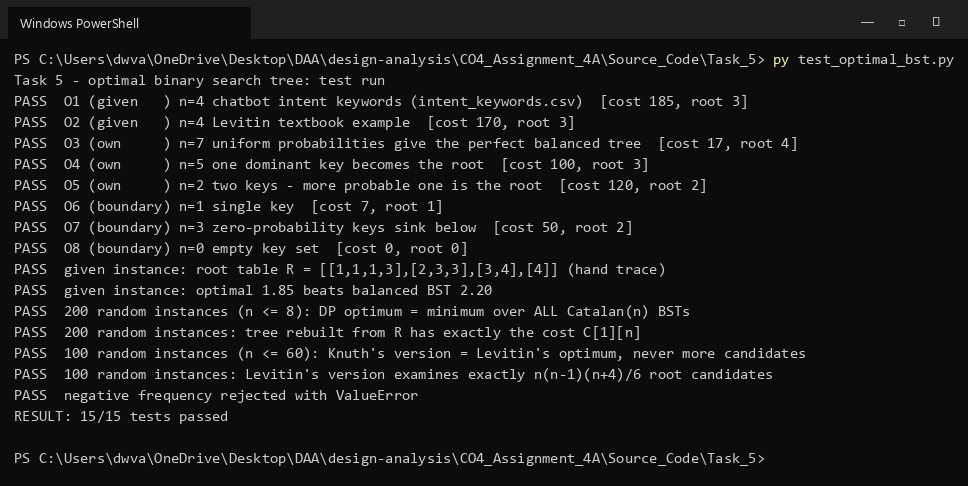 Windows PowerShell
PS C:\Users\dwva\OneDrive\Desktop\DAA\design-analysis\CO4_Assignment_4A\Source_Code\Task_5> py test_optimal_bst.py
Task 5 - optimal binary search tree: test run
PASS  O1 (given   ) n=4 chatbot intent keywords (intent_keywords.csv)  [cost 185, root 3]
PASS  O2 (given   ) n=4 Levitin textbook example  [cost 170, root 3]
PASS  O3 (own     ) n=7 uniform probabilities give the perfect balanced tree  [cost 17, root 4]
PASS  O4 (own     ) n=5 one dominant key becomes the root  [cost 100, root 3]
PASS  O5 (own     ) n=2 two keys - more probable one is the root  [cost 120, root 2]
PASS  O6 (boundary) n=1 single key  [cost 7, root 1]
PASS  O7 (boundary) n=3 zero-probability keys sink below  [cost 50, root 2]
PASS  O8 (boundary) n=0 empty key set  [cost 0, root 0]
PASS  given instance: root table R = [[1,1,1,3],[2,3,3],[3,4],[4]] (hand trace)
PASS  given instance: optimal 1.85 beats balanced BST 2.20
PASS  200 random instances (n <= 8): DP optimum = minimum over ALL Catalan(n) BSTs
PASS  200 random instances: tree rebuilt from R has exactly the cost C[1][n]
PASS  100 random instances (n <= 60): Knuth's version = Levitin's optimum, never more candidates
PASS  100 random instances: Levitin's version examines exactly n(n-1)(n+4)/6 root candidates
PASS  negative frequency rejected with ValueError
RESULT: 15/15 tests passed
PS C:\Users\dwva\OneDrive\Desktop\DAA\design-analysis\CO4_Assignment_4A\Source_Code\Task_5>